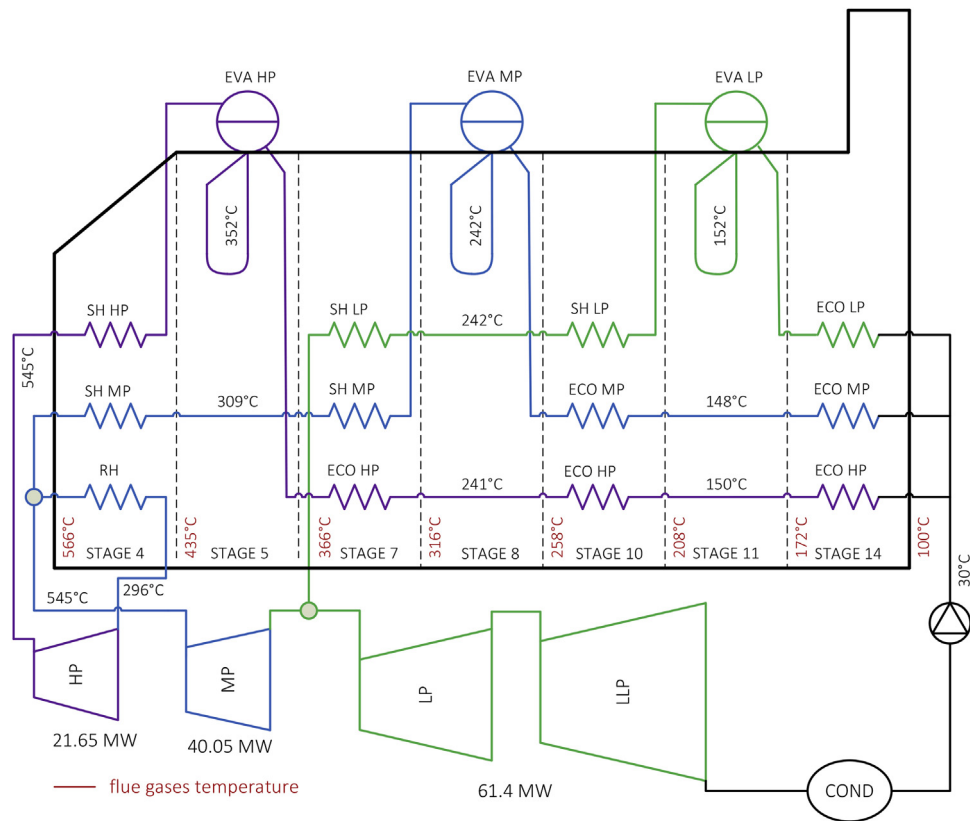 EVA HP
EVA MP
EVA LP
352°C
242°C
152°C
SH HP
SH LP
242°C
SH LP
ECO LP
545°C
SH MP
309°C
SH MP
ECO MP
148°C
ECO MP
RH
ECO HP
241°C
ECO HP
150°C
ECO HP
566°C
435°C
366°C
316°C
258°C
208°C
172°C
100°C
STAGE 4
STAGE 5
STAGE 7
STAGE 8
STAGE 10
STAGE 11
STAGE 14
30°C
545°C
296°C
HP
MP
LP
LLP
21.65 MW
40.05 MW
61.4 MW
COND
flue gases temperature